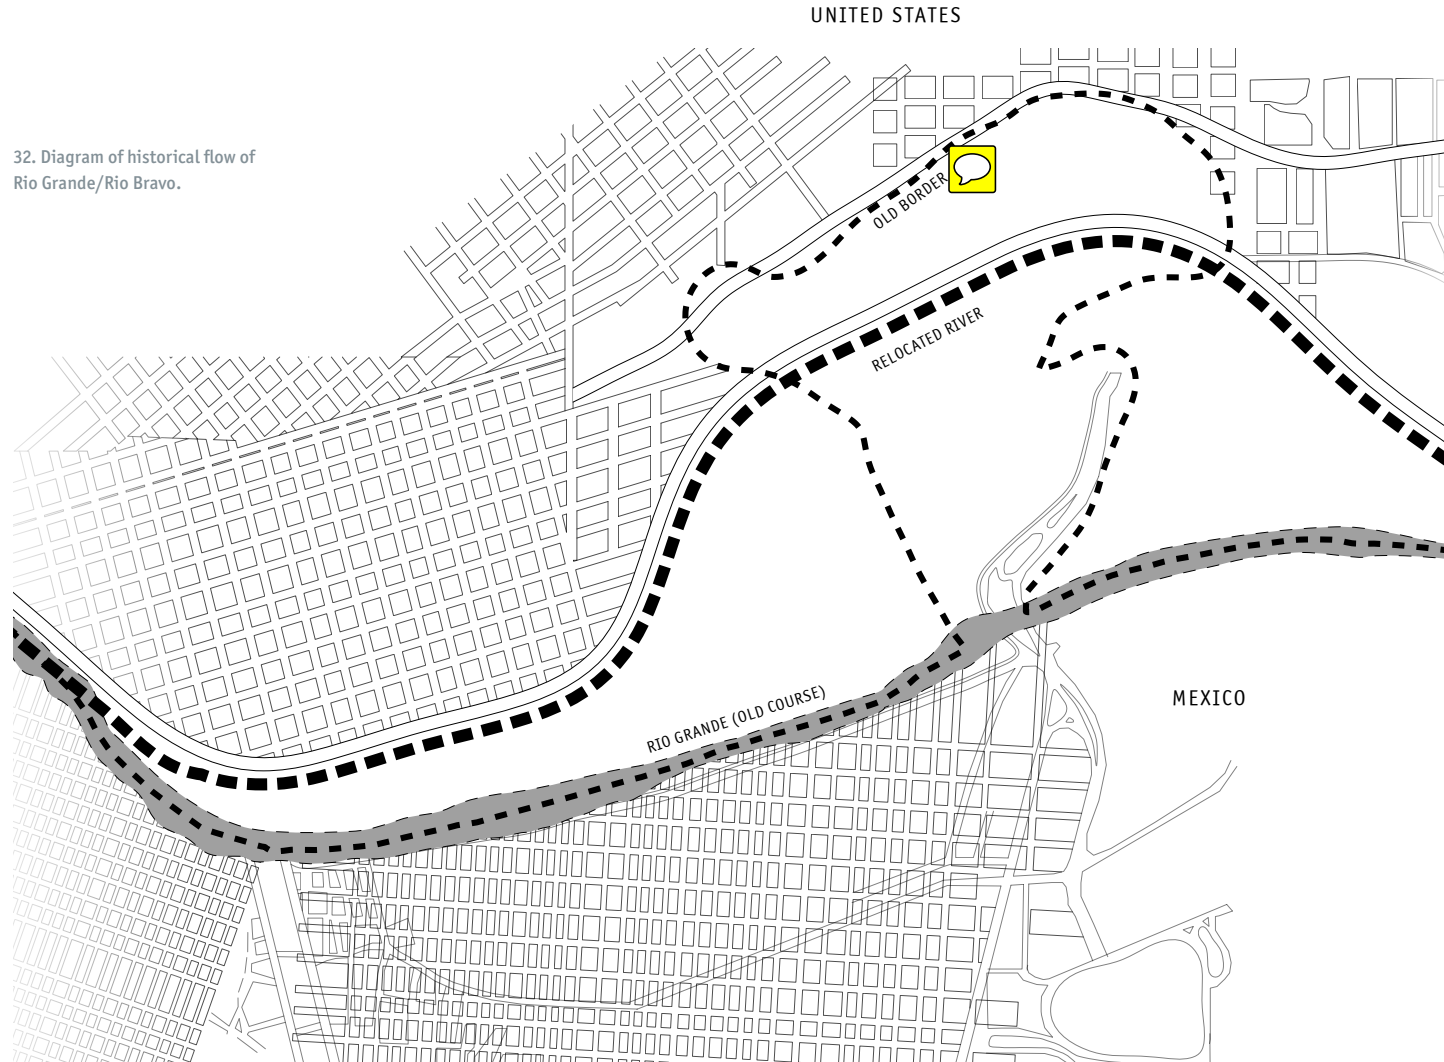 UNITED STATES
32. Diagram of historical flow of
Rio Grande/Rio Bravo.
OLD BORDER
RELOCATED RIVER
MEXICO
RIO GRANDE (OLD COURSE)